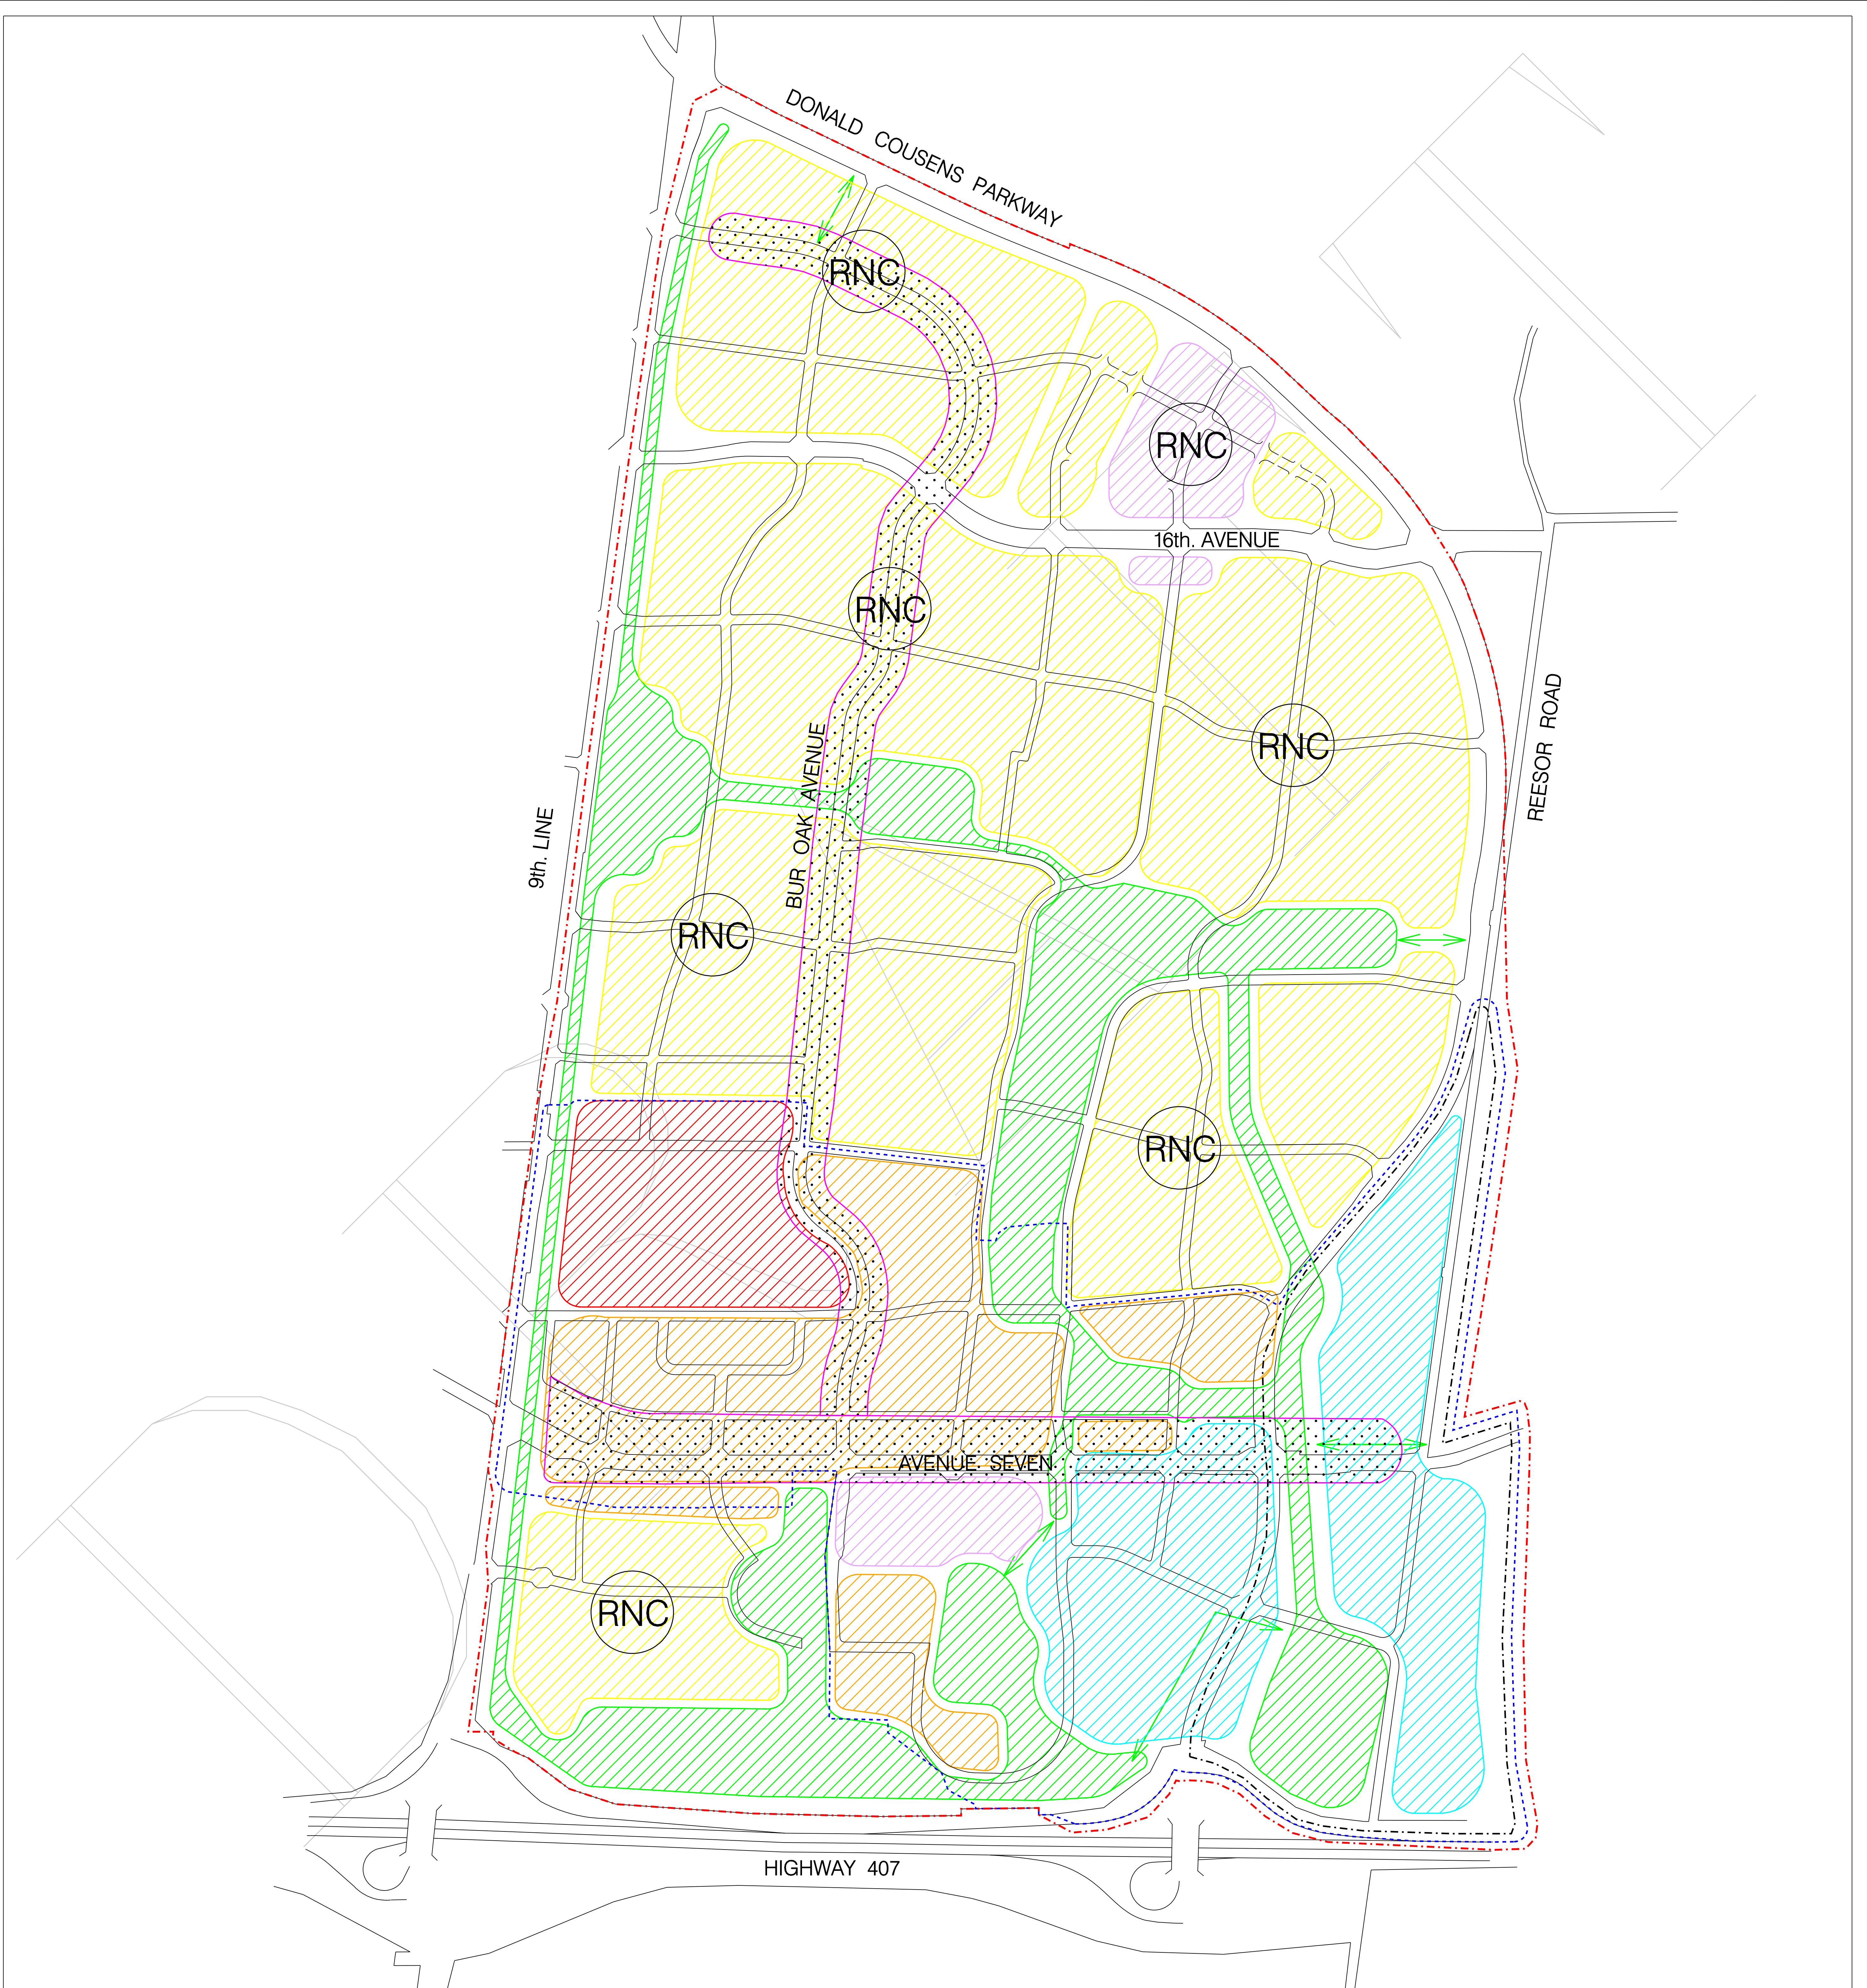 DONALD COUSENS PARKWAY
RNC
RNC
16th. AVENUE
RNC
RNC
REESOR ROAD
BUR OAK AVENUE
9th. LINE
RNC
RNC
AVENUE SEVEN
RNC
HIGHWAY 407